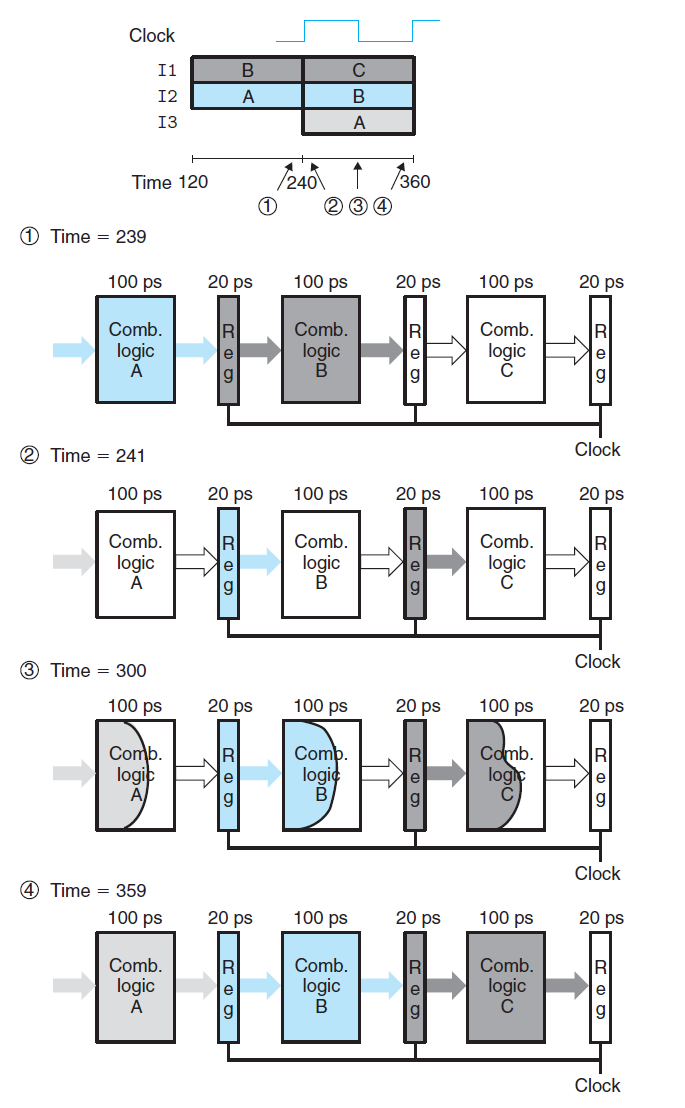 Clock
I1 B C
I2 A B
I3 A
Time 120 240 360
① ② ③ ④
① Time = 239
100 ps 20 ps 100 ps 20 ps 100 ps 20 ps
Comb. logic A
Reg
Comb. logic B
Reg
Comb. logic C
Reg
Clock
② Time = 241
100 ps 20 ps 100 ps 20 ps 100 ps 20 ps
Comb. logic A
Reg
Comb. logic B
Reg
Comb. logic C
Reg
Clock
③ Time = 300
100 ps 20 ps 100 ps 20 ps 100 ps 20 ps
Comb. logic A
Reg
Comb. logic B
Reg
Comb. logic C
Reg
Clock
④ Time = 359
100 ps 20 ps 100 ps 20 ps 100 ps 20 ps
Comb. logic A
Reg
Comb. logic B
Reg
Comb. logic C
Reg
Clock